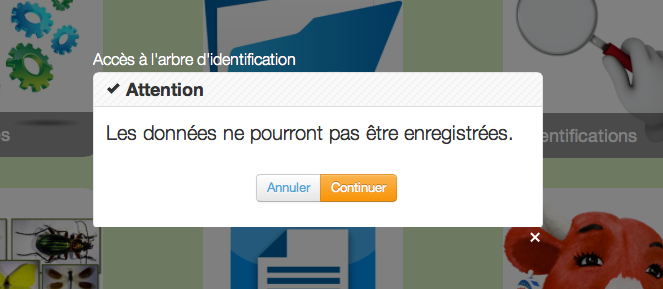 Accès à l'arbre d'identification
Attention
Les données ne pourront pas être enregistrées.
entifications
Annuler Continuer